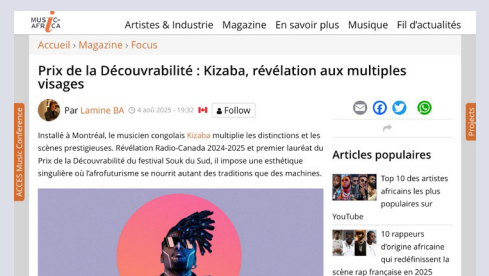 MUSIC-
AFRICA
Artistes & Industrie Magazine En savoir plus Musique Fil d'actualités
Accueil › Magazine › Focus
Prix de la Découvrabilité : Kizaba, révélation aux multiples
visages
Par Lamine BA 4 aoû 2025 - 19:32 Follow
Installé à Montréal, le musicien congolais Kizaba multiplie les distinctions et les
scènes prestigieuses. Révélation Radio-Canada 2024-2025 et premier lauréat du
Prix de la Découvrabilité du festival Souk du Sud, il impose une esthétique
singulière où l'afrofuturisme se nourrit autant des traditions que des machines.
ACCES Music Conference
Projects
Articles populaires
Top 10 des artistes
africains les plus
populaires sur
YouTube
10 rappeurs
d'origine africaine
qui redéfinissent la
scène rap française en 2025